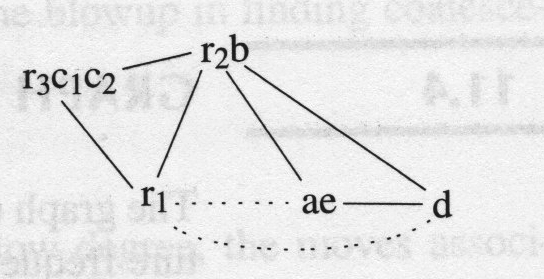 r₂b
r₃c₁c₂
r₁ ae d